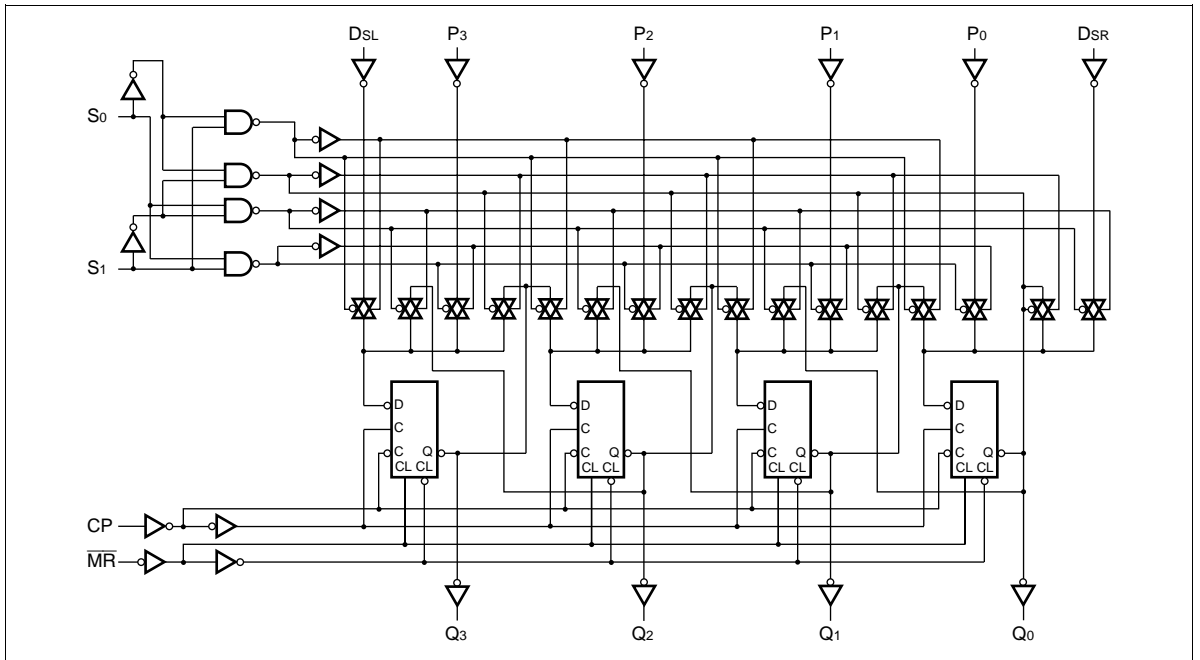 DSL P3 P2 P1 P0 DSR
S0
S1
D D D D
C C C C
C Q C Q C Q C Q
CL CL CL CL CL CL CL CL
CP
MR
Q3 Q2 Q1 Q0